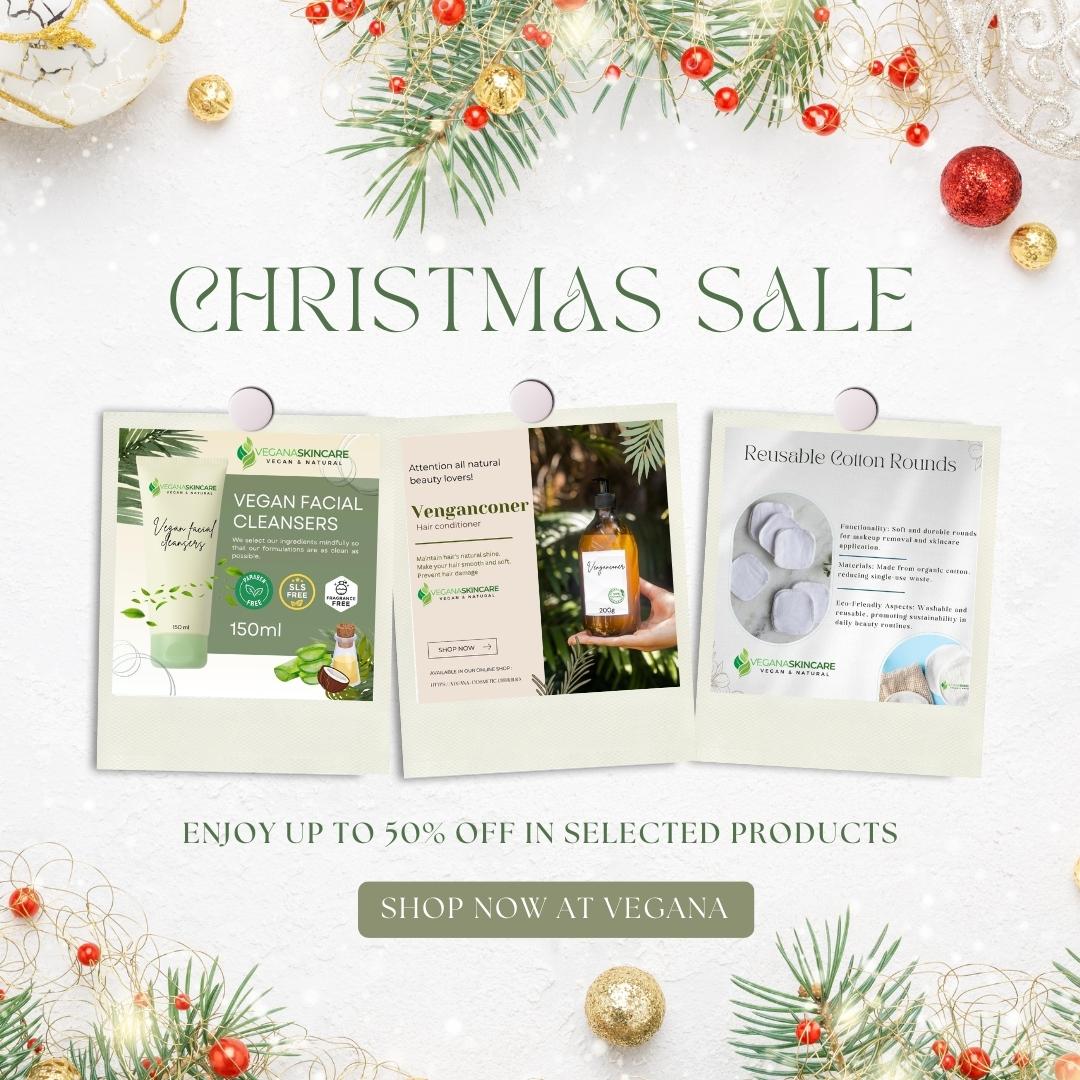 CHRISTMAS SALE
VEGANASKINCARE
VEGAN & NATURAL
VEGANASKINCARE
VEGAN & NATURAL
Vegan facial
cleansers
150 ml
VEGAN FACIAL
CLEANSERS
We select our ingredients mindfully so
that our formulations are as clean as
possible.
PARABEN
FREE
SLS
FREE
FRAGRANCE
FREE
150ml
Attention all natural
beauty lovers!
Venganconer
Hair conditioner
Maintain hair's natural shine.
Make your hair smooth and soft.
Prevent hair damage
VEGANASKINCARE
VEGAN & NATURAL
SHOP NOW
AVAILABLE IN OUR ONLINE SHOP :
Venganconer
200g
Reusable Cotton Rounds
Functionality: Soft and durable rounds
for makeup removal and skincare
application.
Materials: Made from organic cotton,
reducing single-use waste.
Eco-Friendly Aspects: Washable and
reusable, promoting sustainability in
daily beauty routines.
VEGANASKINCARE
VEGAN & NATURAL
ENJOY UP TO 50% OFF IN SELECTED PRODUCTS
SHOP NOW AT VEGANA